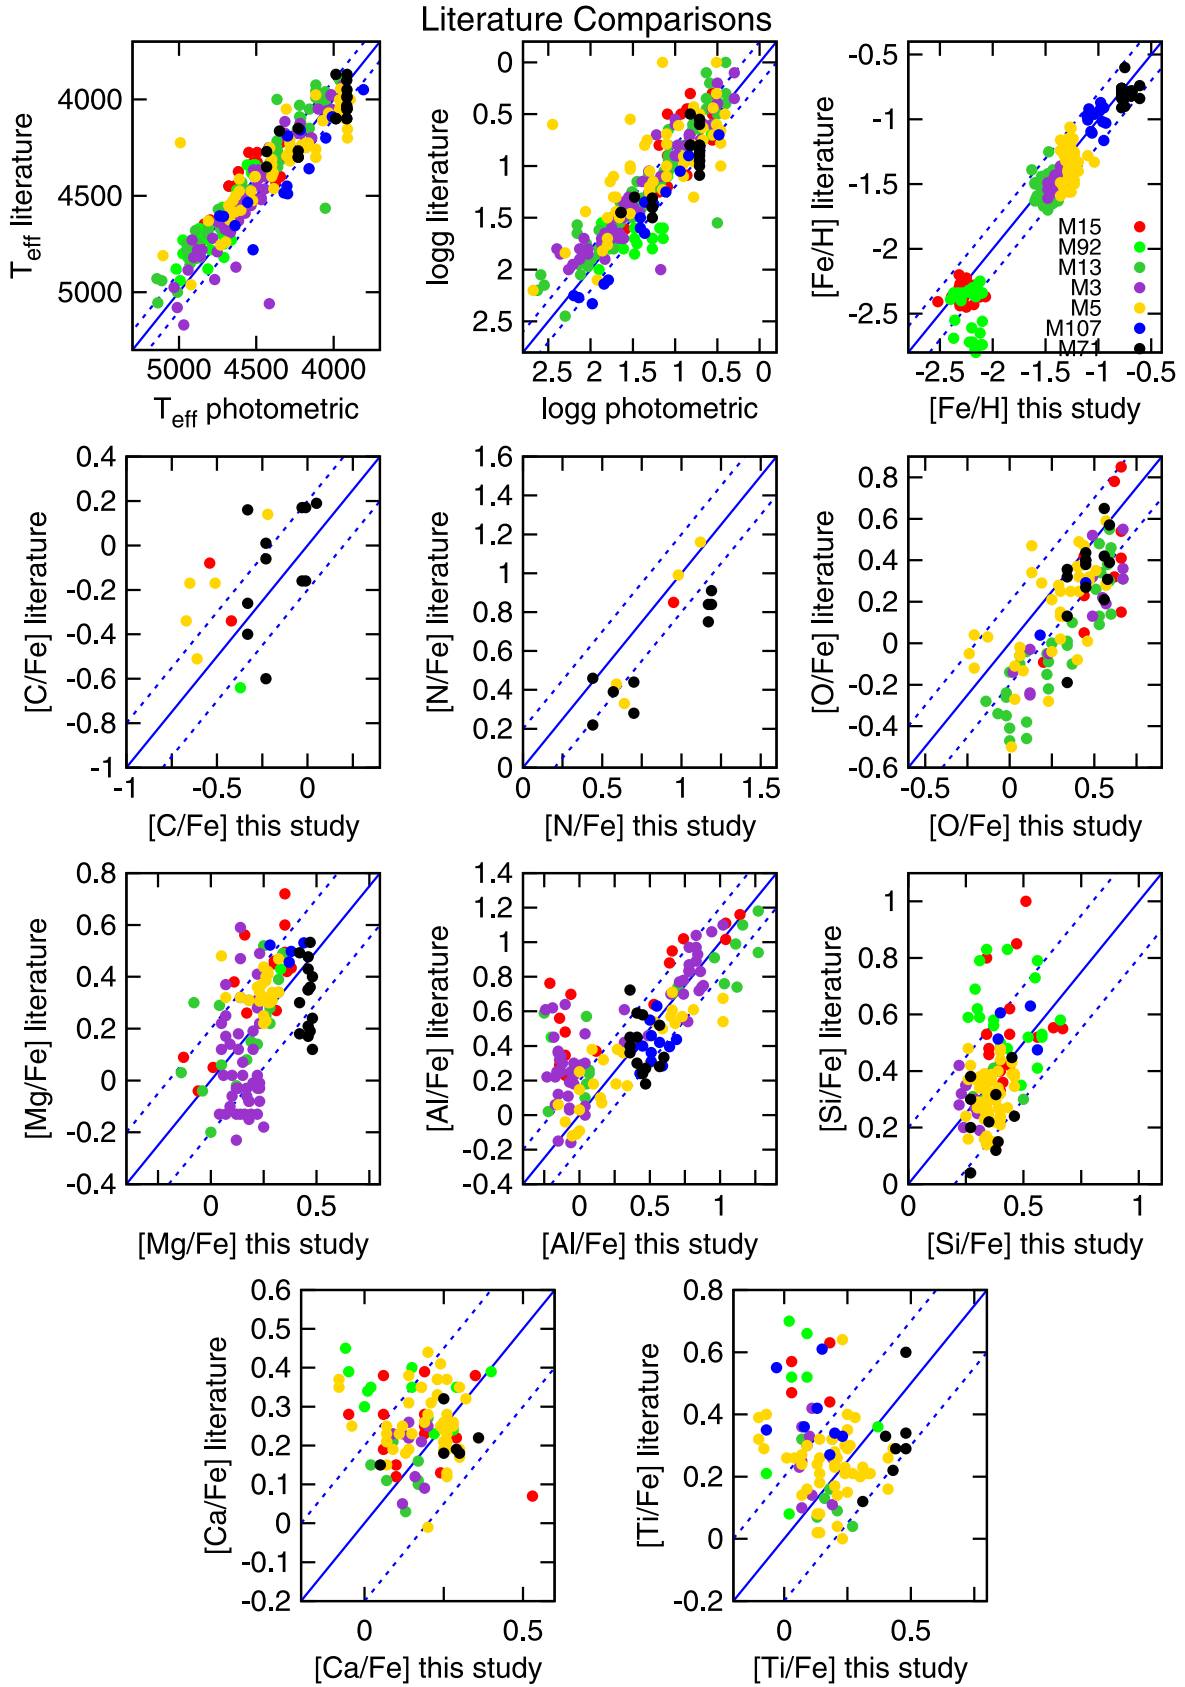 Literature Comparisons
4000
4500
5000
T_eff literature
5000 4500 4000
T_eff photometric
0
0.5
1
1.5
2
2.5
logg literature
2.5 2 1.5 1 0.5 0
logg photometric
-0.5
-1
-1.5
-2
-2.5
[Fe/H] literature
M15
M92
M13
M3
M5
M107
M71
-2.5 -2 -1.5 -1 -0.5
[Fe/H] this study
0.4
0.2
0
-0.2
-0.4
-0.6
-0.8
-1
[C/Fe] literature
-1 -0.5 0
[C/Fe] this study
1.6
1.4
1.2
1
0.8
0.6
0.4
0.2
0
[N/Fe] literature
0 0.5 1 1.5
[N/Fe] this study
0.8
0.6
0.4
0.2
0
-0.2
-0.4
-0.6
[O/Fe] literature
-0.5 0 0.5
[O/Fe] this study
0.8
0.6
0.4
0.2
0
-0.2
-0.4
[Mg/Fe] literature
0 0.5
[Mg/Fe] this study
1.4
1.2
1
0.8
0.6
0.4
0.2
0
-0.2
-0.4
[Al/Fe] literature
0 0.5 1
[Al/Fe] this study
1
0.8
0.6
0.4
0.2
0
[Si/Fe] literature
0 0.5 1
[Si/Fe] this study
0.6
0.5
0.4
0.3
0.2
0.1
0
-0.1
-0.2
[Ca/Fe] literature
0 0.5
[Ca/Fe] this study
0.8
0.6
0.4
0.2
0
-0.2
[Ti/Fe] literature
0 0.5
[Ti/Fe] this study